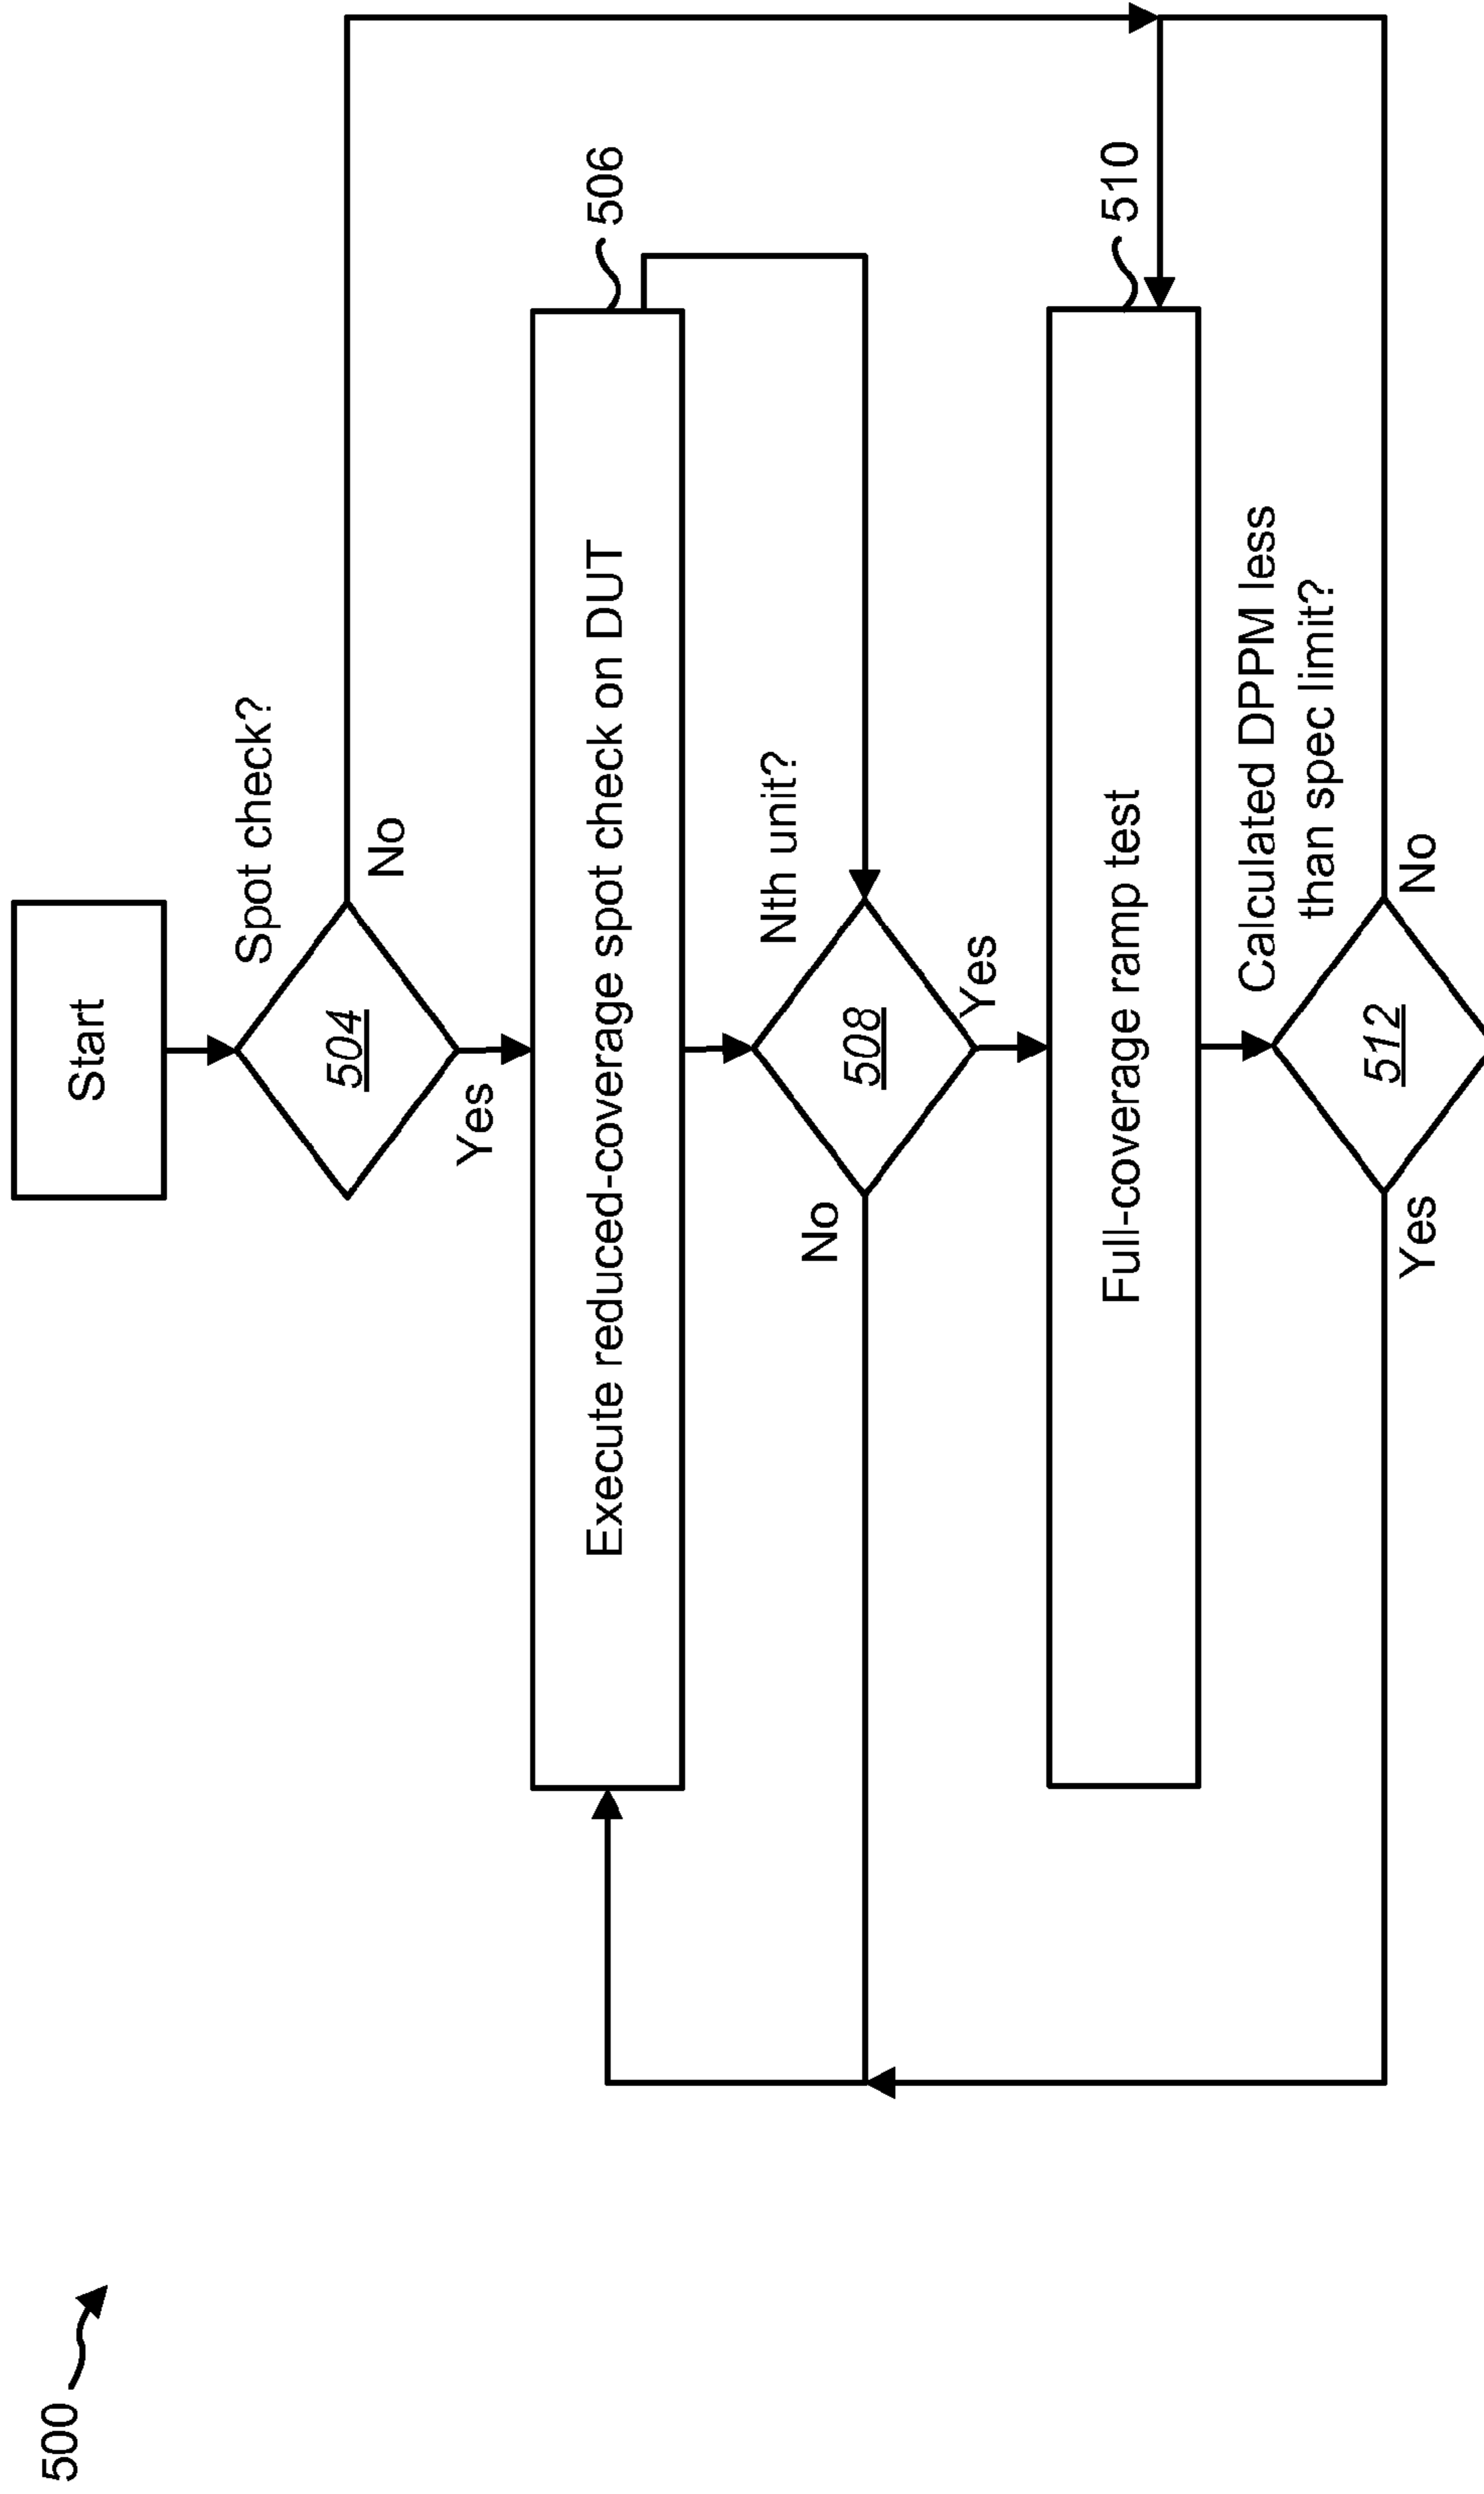 500
Start
Spot check?
504
No
Yes
506
Execute reduced-coverage spot check on DUT
Nth unit?
508
No
Yes
510
Full-coverage ramp test
Calculated DPPM less
than spec limit?
512
Yes
No